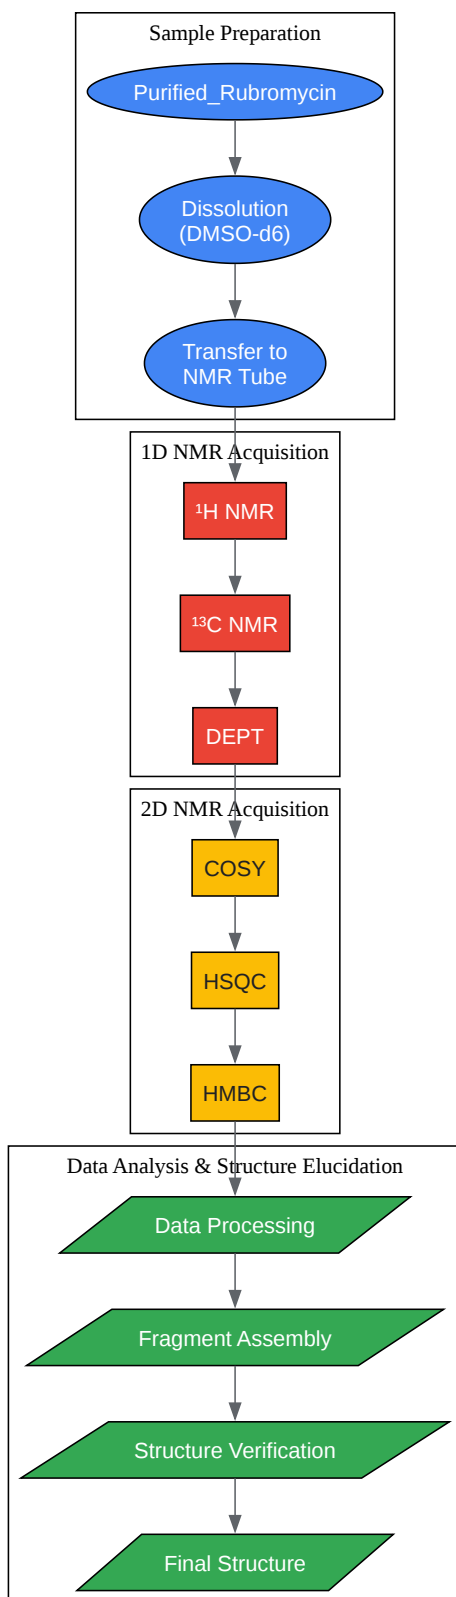 Sample Preparation
Purified_Rubromycin
Dissolution
(DMSO-d6)
Transfer to
NMR Tube
1D NMR Acquisition
¹H NMR
¹³C NMR
DEPT
2D NMR Acquisition
COSY
HSQC
HMBC
Data Analysis & Structure Elucidation
Data Processing
Fragment Assembly
Structure Verification
Final Structure